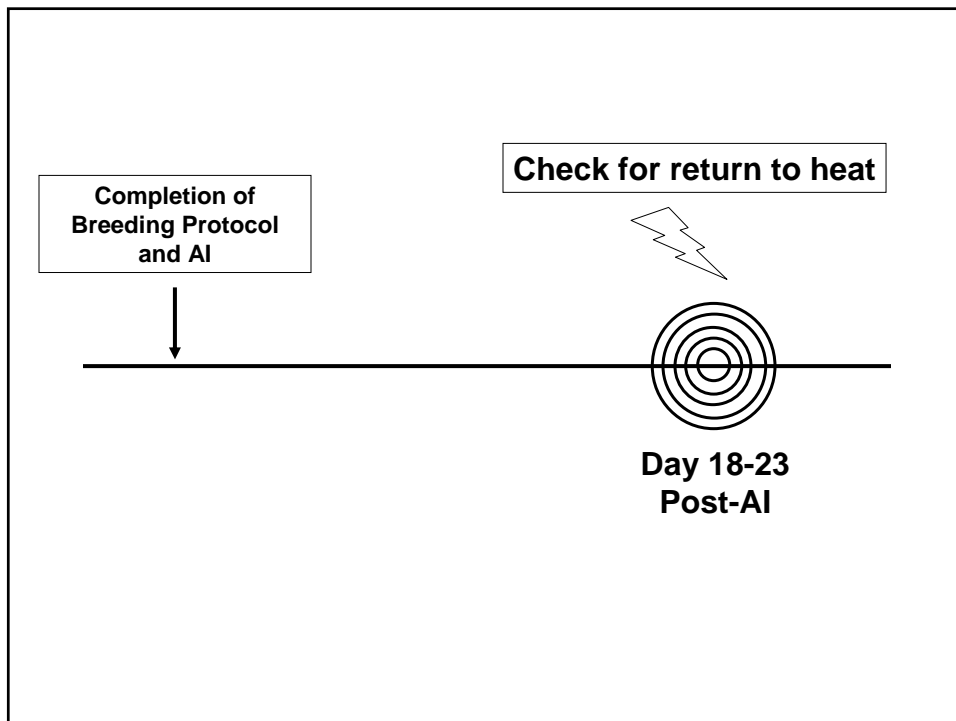 Completion of
Breeding Protocol
and AI
Check for return to heat
Day 18-23
Post-AI